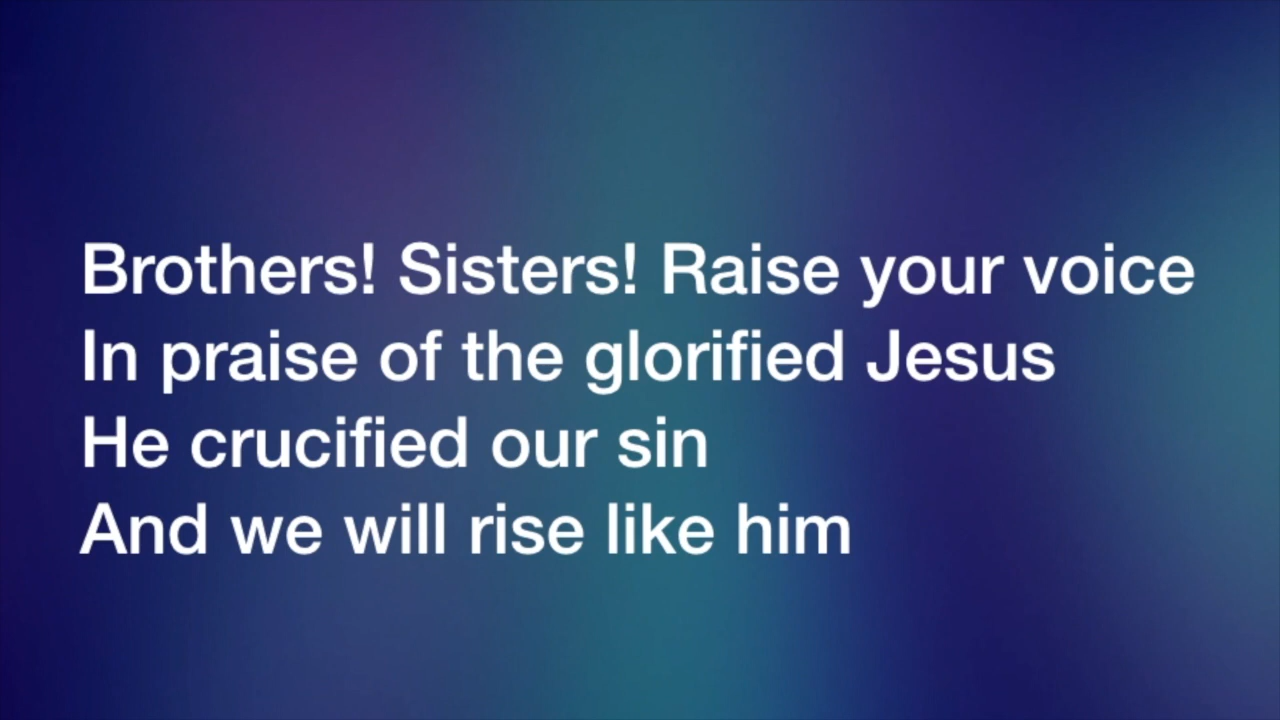 Brothers! Sisters! Raise your voice
In praise of the glorified Jesus
He crucified our sin
And we will rise like him